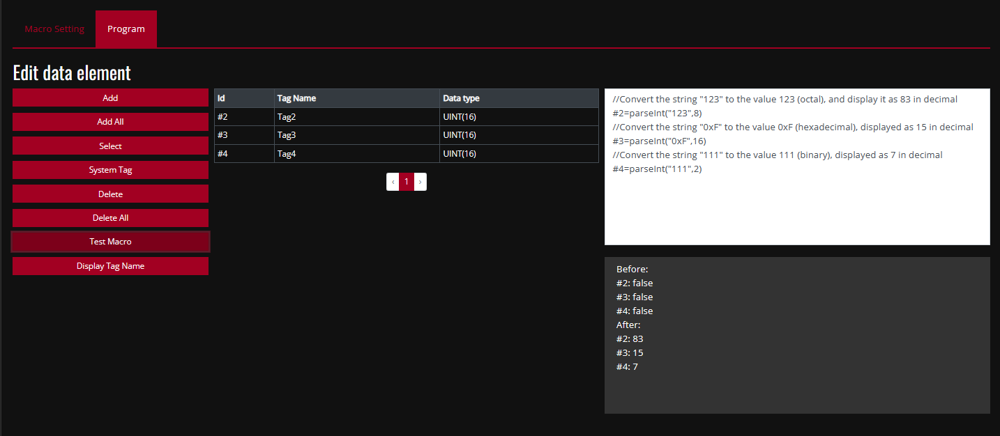 Macro Setting
Program
Edit data element
Add
Add All
Select
System Tag
Delete
Delete All
Test Macro
Display Tag Name
Id Tag Name Data type
#2 Tag2 UINT(16)
#3 Tag3 UINT(16)
#4 Tag4 UINT(16)
‹ 1 ›
//Convert the string "123" to the value 123 (octal), and display it as 83 in decimal
#2=parseInt("123",8)
//Convert the string "0xF" to the value 0xF (hexadecimal), displayed as 15 in decimal
#3=parseInt("0xF",16)
//Convert the string "111" to the value 111 (binary), displayed as 7 in decimal
#4=parseInt("111",2)
Before:
#2: false
#3: false
#4: false
After:
#2: 83
#3: 15
#4: 7